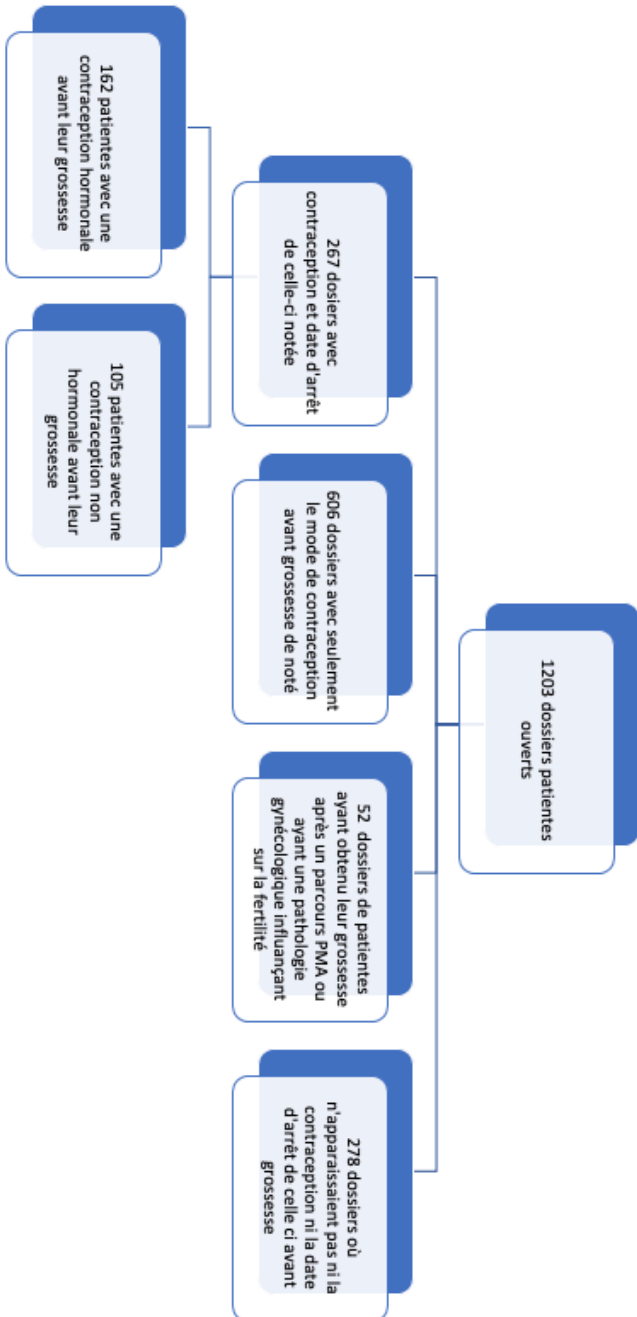 1203 dossiers patientes
ouverts
267 dosiers avec
contraception et date d'arrêt
de celle-ci notée
606 dossiers avec seulement
le mode de contraception
avant grossesse de noté
52 dossiers de patientes
ayant obtenu leur grossesse
après un parcours PMA ou
ayant une pathologie
gynécologique influançant
sur la fertilité
278 dossiers où
n'apparaissaient pas ni la
contraception ni la date
d'arrêt de celle ci avant
grossesse
162 patientes avec une
contraception hormonale
avant leur grossesse
105 patientes avec une
contraception non
hormonale avant leur
grossesse